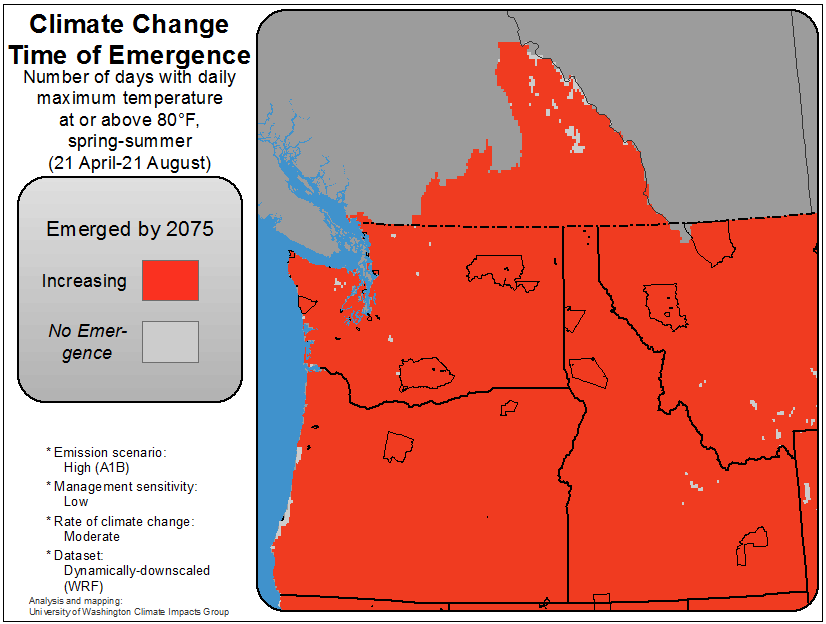 Climate Change
Time of Emergence
Number of days with daily
maximum temperature
at or above 80°F,
spring-summer
(21 April-21 August)
Emerged by 2075
Increasing
No Emer-
gence
* Emission scenario:
High (A1B)
* Management sensitivity:
Low
* Rate of climate change:
Moderate
* Dataset:
Dynamically-downscaled
(WRF)
Analysis and mapping:
University of Washington Climate Impacts Group